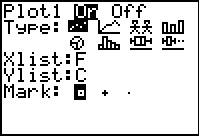 Plot1 On Off
Type:
Xlist:F
Ylist:C
Mark: